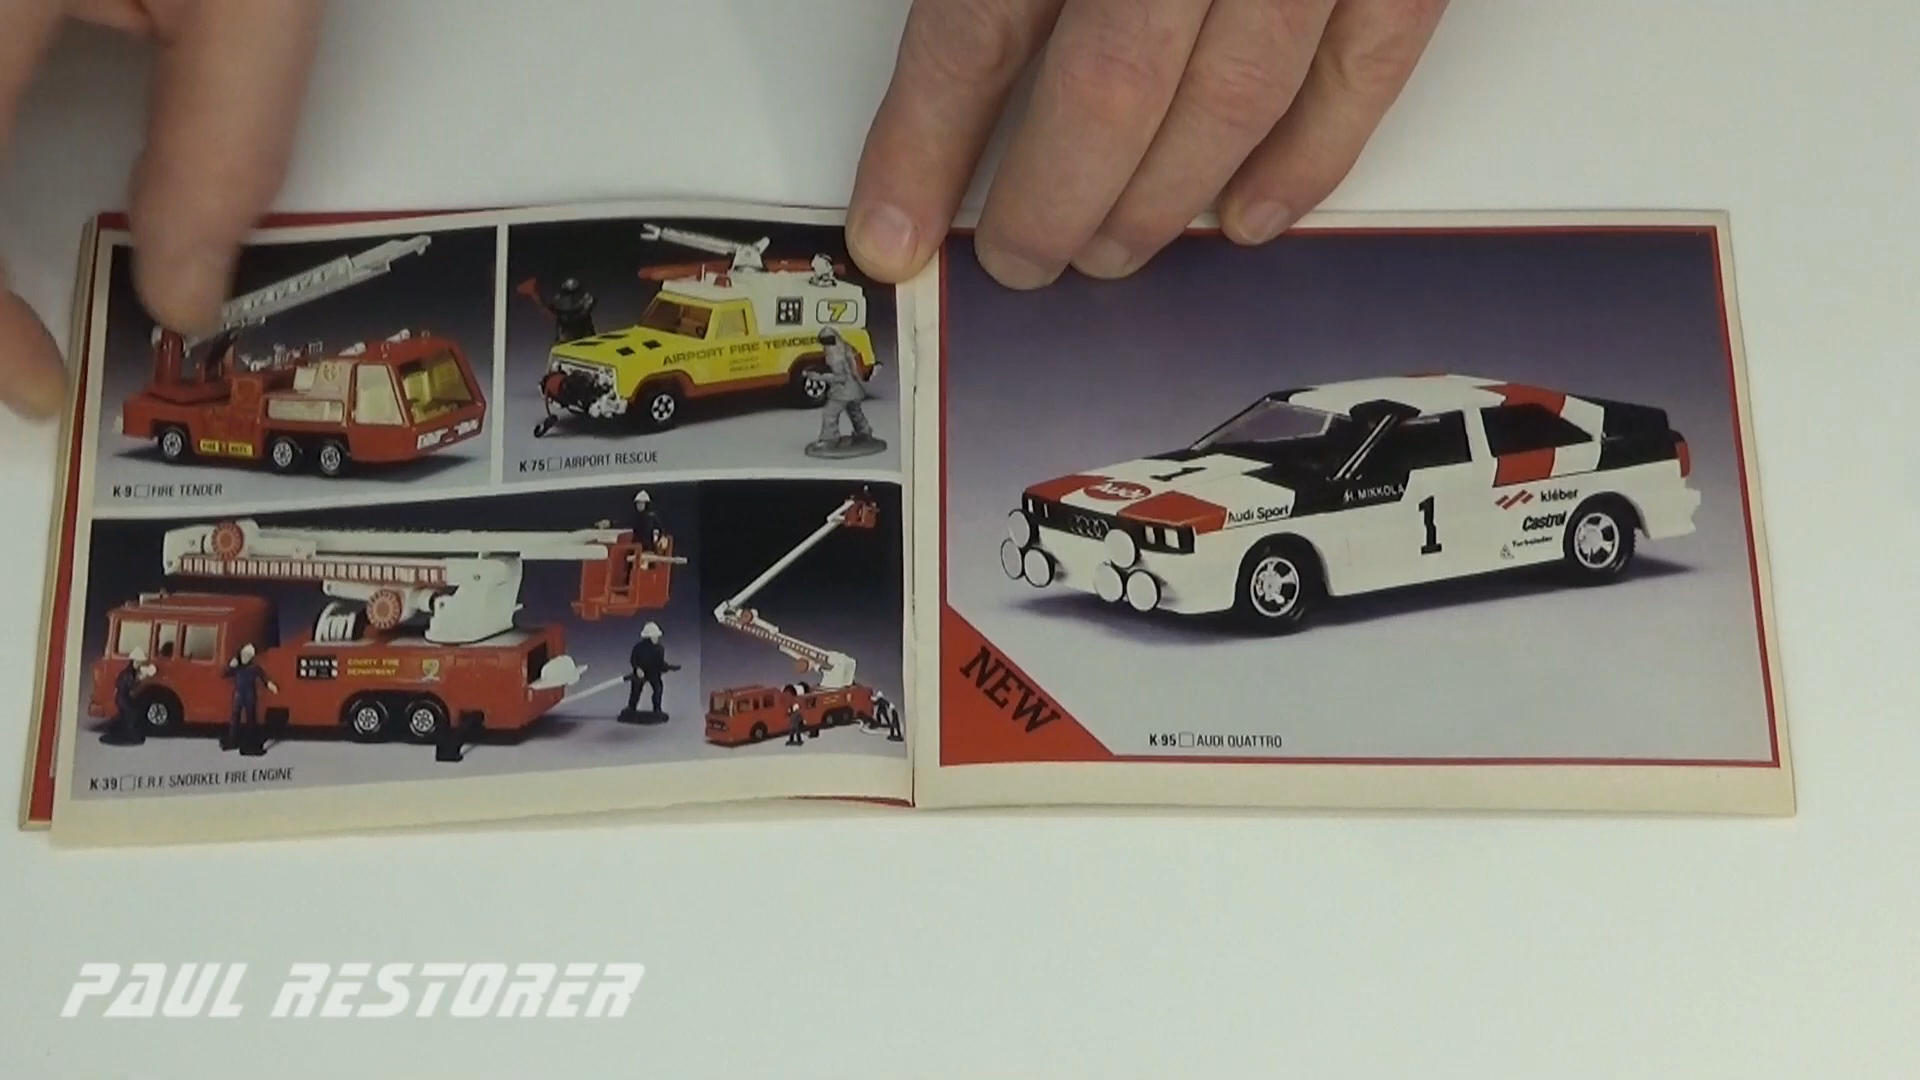 K-9 □ FIRE TENDER
7
AIRPORT FIRE TENDER
K-75 □ AIRPORT RESCUE
COUNTY FIRE
DEPARTMENT
K-39 □ E.R.F. SNORKEL FIRE ENGINE
1
Audi
Audi Sport
H. MIKKOLA
1
kléber
Castrol
NEW
K-95 □ AUDI QUATTRO
PAUL RESTORER